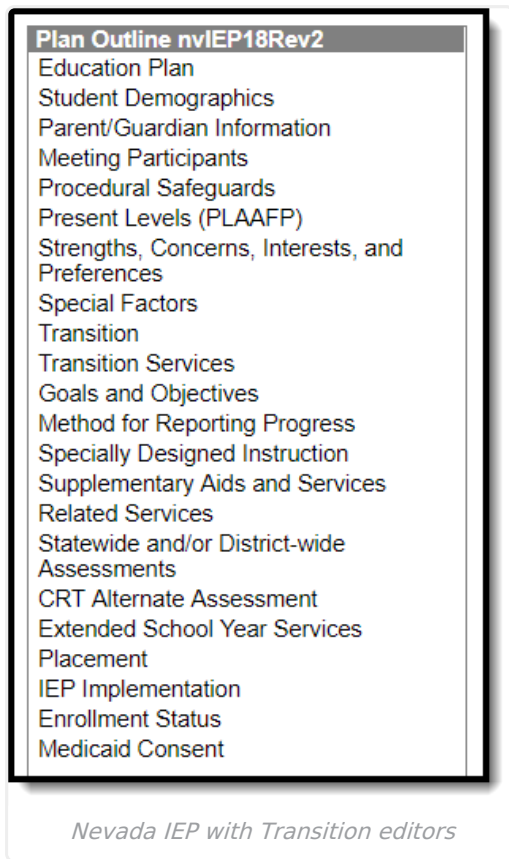 Plan Outline nvIEP18Rev2
Education Plan
Student Demographics
Parent/Guardian Information
Meeting Participants
Procedural Safeguards
Present Levels (PLAAFP)
Strengths, Concerns, Interests, and
Preferences
Special Factors
Transition
Transition Services
Goals and Objectives
Method for Reporting Progress
Specially Designed Instruction
Supplementary Aids and Services
Related Services
Statewide and/or District-wide
Assessments
CRT Alternate Assessment
Extended School Year Services
Placement
IEP Implementation
Enrollment Status
Medicaid Consent
Nevada IEP with Transition editors